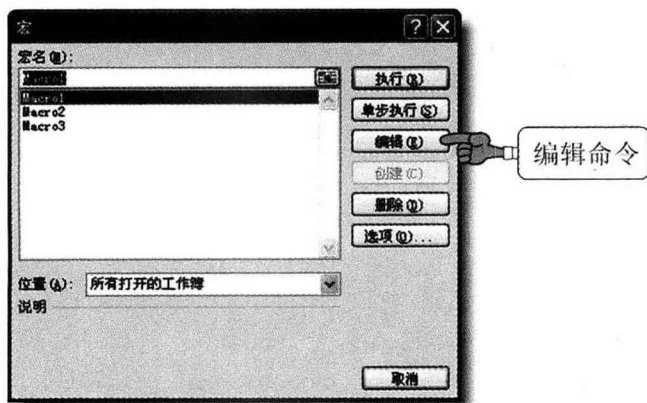 宏
宏名(M):
Macro1
执行(R)
Macro1
Macro2
Macro3
单步执行(S)
编辑(E)
编辑命令
创建(C)
删除(D)
选项(O)...
位置(A):
所有打开的工作簿
说明
取消